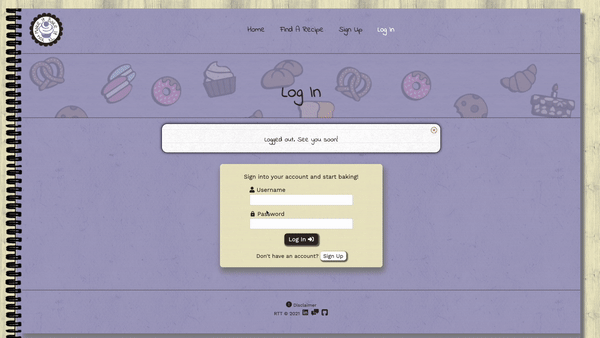 Home Find A Recipe Sign Up Log In
Log In
Logged out. See you soon!
Sign into your account and start baking!
Username
Password
Log In
Don't have an account? Sign Up
Disclaimer
RTT © 2021